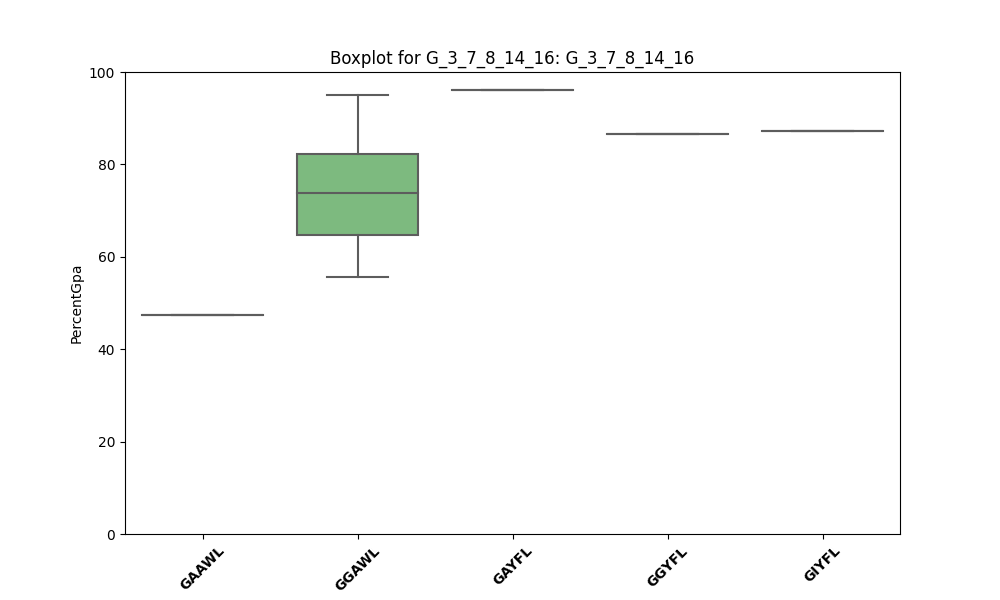 Boxplot for G_3_7_8_14_16: G_3_7_8_14_16
100
80
60
40
20
0
PercentGpa
GAAWL
GGAWL
GAYFL
GGYFL
GIYFL